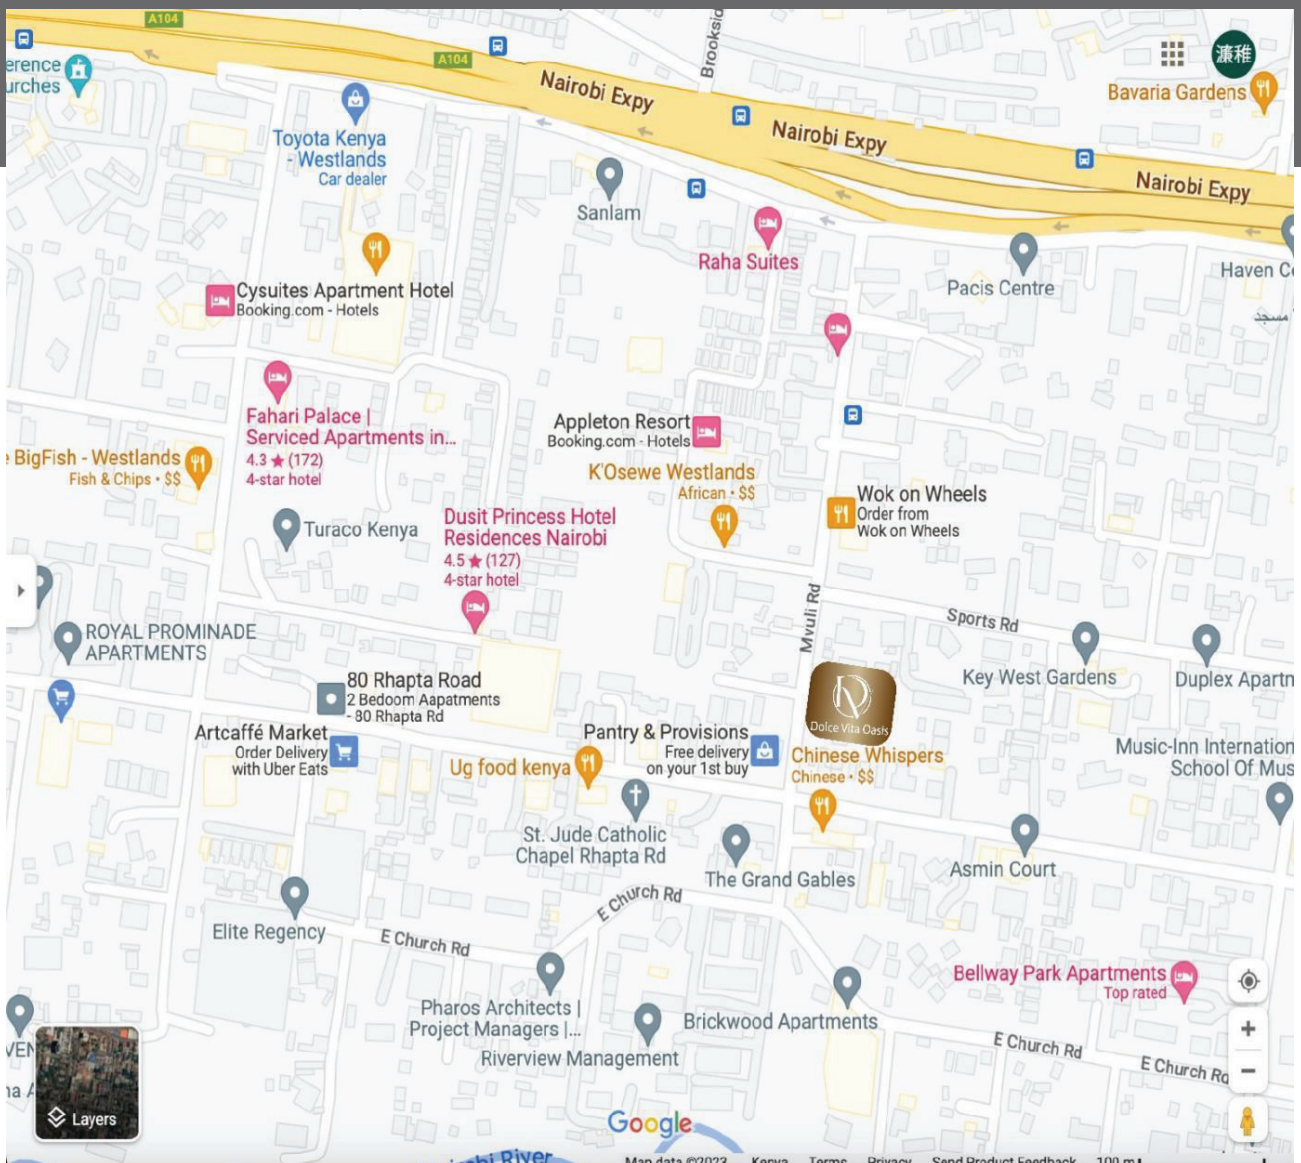 A104
A104
Brookside
Nairobi Expy
Nairobi Expy
Nairobi Expy
濂稚
Bavaria Gardens
erence
urches
Toyota Kenya
- Westlands
Car dealer
Sanlam
Raha Suites
Pacis Centre
Haven Ce
مسجد
Cysuites Apartment Hotel
Booking.com - Hotels
Fahari Palace |
Serviced Apartments in...
4.3 ★ (172)
4-star hotel
Appleton Resort
Booking.com - Hotels
e BigFish - Westlands
Fish & Chips · $$
K'Osewe Westlands
African · $$
Wok on Wheels
Order from
Wok on Wheels
Turaco Kenya
Dusit Princess Hotel
Residences Nairobi
4.5 ★ (127)
4-star hotel
Mvuli Rd
Sports Rd
ROYAL PROMINADE
APARTMENTS
Key West Gardens
Duplex Apartm
80 Rhapta Road
2 Bedoom Aapatments
- 80 Rhapta Rd
Dolce Vita Oasis
Artcaffé Market
Order Delivery
with Uber Eats
Pantry & Provisions
Free delivery
on your 1st buy
Chinese Whispers
Chinese · $$
Music-Inn Internation
School Of Mus
Ug food kenya
St. Jude Catholic
Chapel Rhapta Rd
The Grand Gables
Asmin Court
E Church Rd
Elite Regency
E Church Rd
Bellway Park Apartments
Top rated
Pharos Architects |
Project Managers |...
Brickwood Apartments
Riverview Management
E Church Rd
E Church Rd
VEN
na A
Layers
Google
Map data ©2023 Kenya Terms Privacy Send Product Feedback 100 m